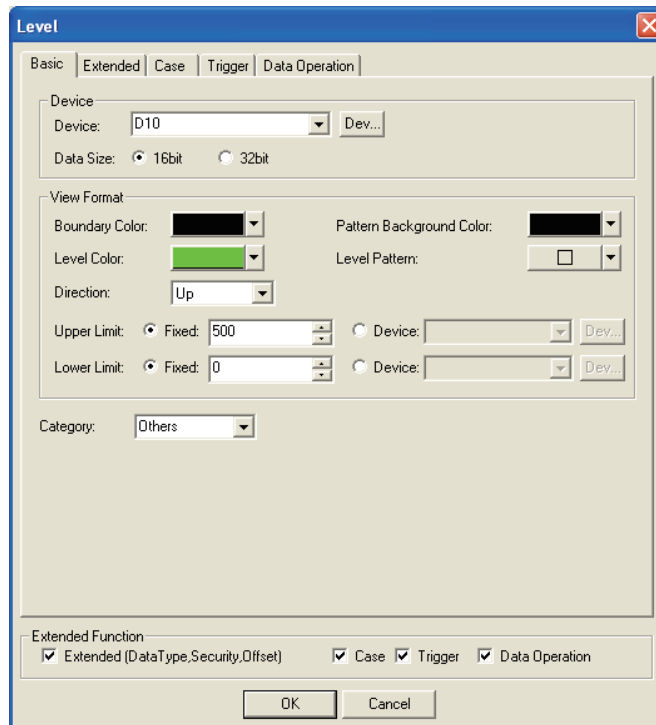 Level
Basic Extended Case Trigger Data Operation
Device
Device: D10 Dev...
Data Size: 16bit 32bit
View Format
Boundary Color: Pattern Background Color:
Level Color: Level Pattern:
Direction: Up
Upper Limit: Fixed: 500 Device: Dev...
Lower Limit: Fixed: 0 Device: Dev...
Category: Others
Extended Function
Extended (DataType,Security,Offset) Case Trigger Data Operation
OK Cancel